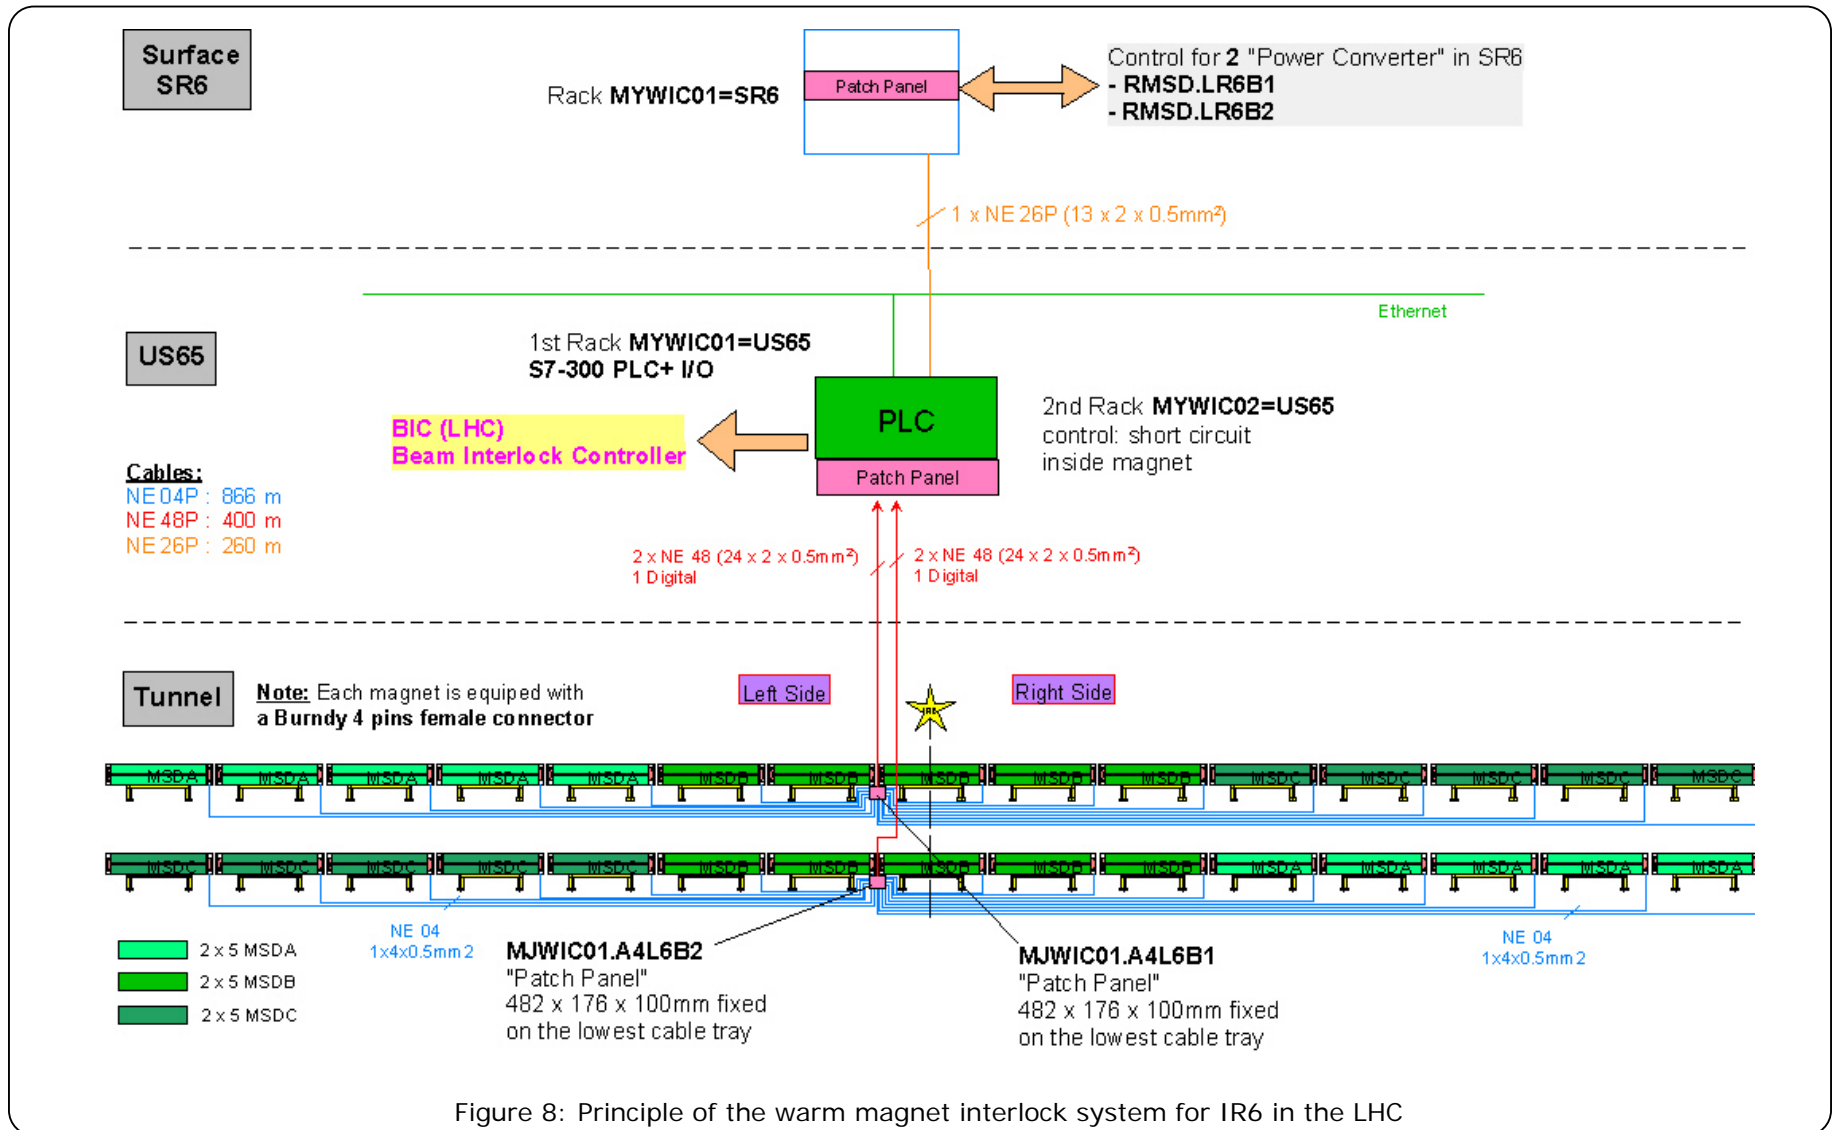 Surface
SR6
Rack MYWIC01=SR6
Patch Panel
Control for 2 "Power Converter" in SR6
- RMSD.LR6B1
- RMSD.LR6B2
1 x NE 26P (13 x 2 x 0.5mm²)
Ethernet
US65
1st Rack MYWIC01=US65
S7-300 PLC+ I/O
PLC
Patch Panel
2nd Rack MYWIC02=US65
control: short circuit
inside magnet
BIC (LHC)
Beam Interlock Controller
Cables:
NE 04P : 866 m
NE 48P : 400 m
NE 26P : 260 m
2 x NE 48 (24 x 2 x 0.5mm²)
1 Digital
2 x NE 48 (24 x 2 x 0.5mm²)
1 Digital
Tunnel
Note: Each magnet is equiped with
a Burndy 4 pins female connector
Left Side
IR6
Right Side
MSDA MSDA MSDA MSDA MSDA MSDB MSDB MSDB MSDB MSDB MSDC MSDC MSDC MSDC MSDC
MSDC MSDC MSDC MSDC MSDC MSDB MSDB MSDB MSDB MSDB MSDA MSDA MSDA MSDA MSDA
NE 04
1x4x0.5mm2
NE 04
1x4x0.5mm2
2 x 5 MSDA
2 x 5 MSDB
2 x 5 MSDC
MJWIC01.A4L6B2
"Patch Panel"
482 x 176 x 100mm fixed
on the lowest cable tray
MJWIC01.A4L6B1
"Patch Panel"
482 x 176 x 100mm fixed
on the lowest cable tray
Figure 8: Principle of the warm magnet interlock system for IR6 in the LHC